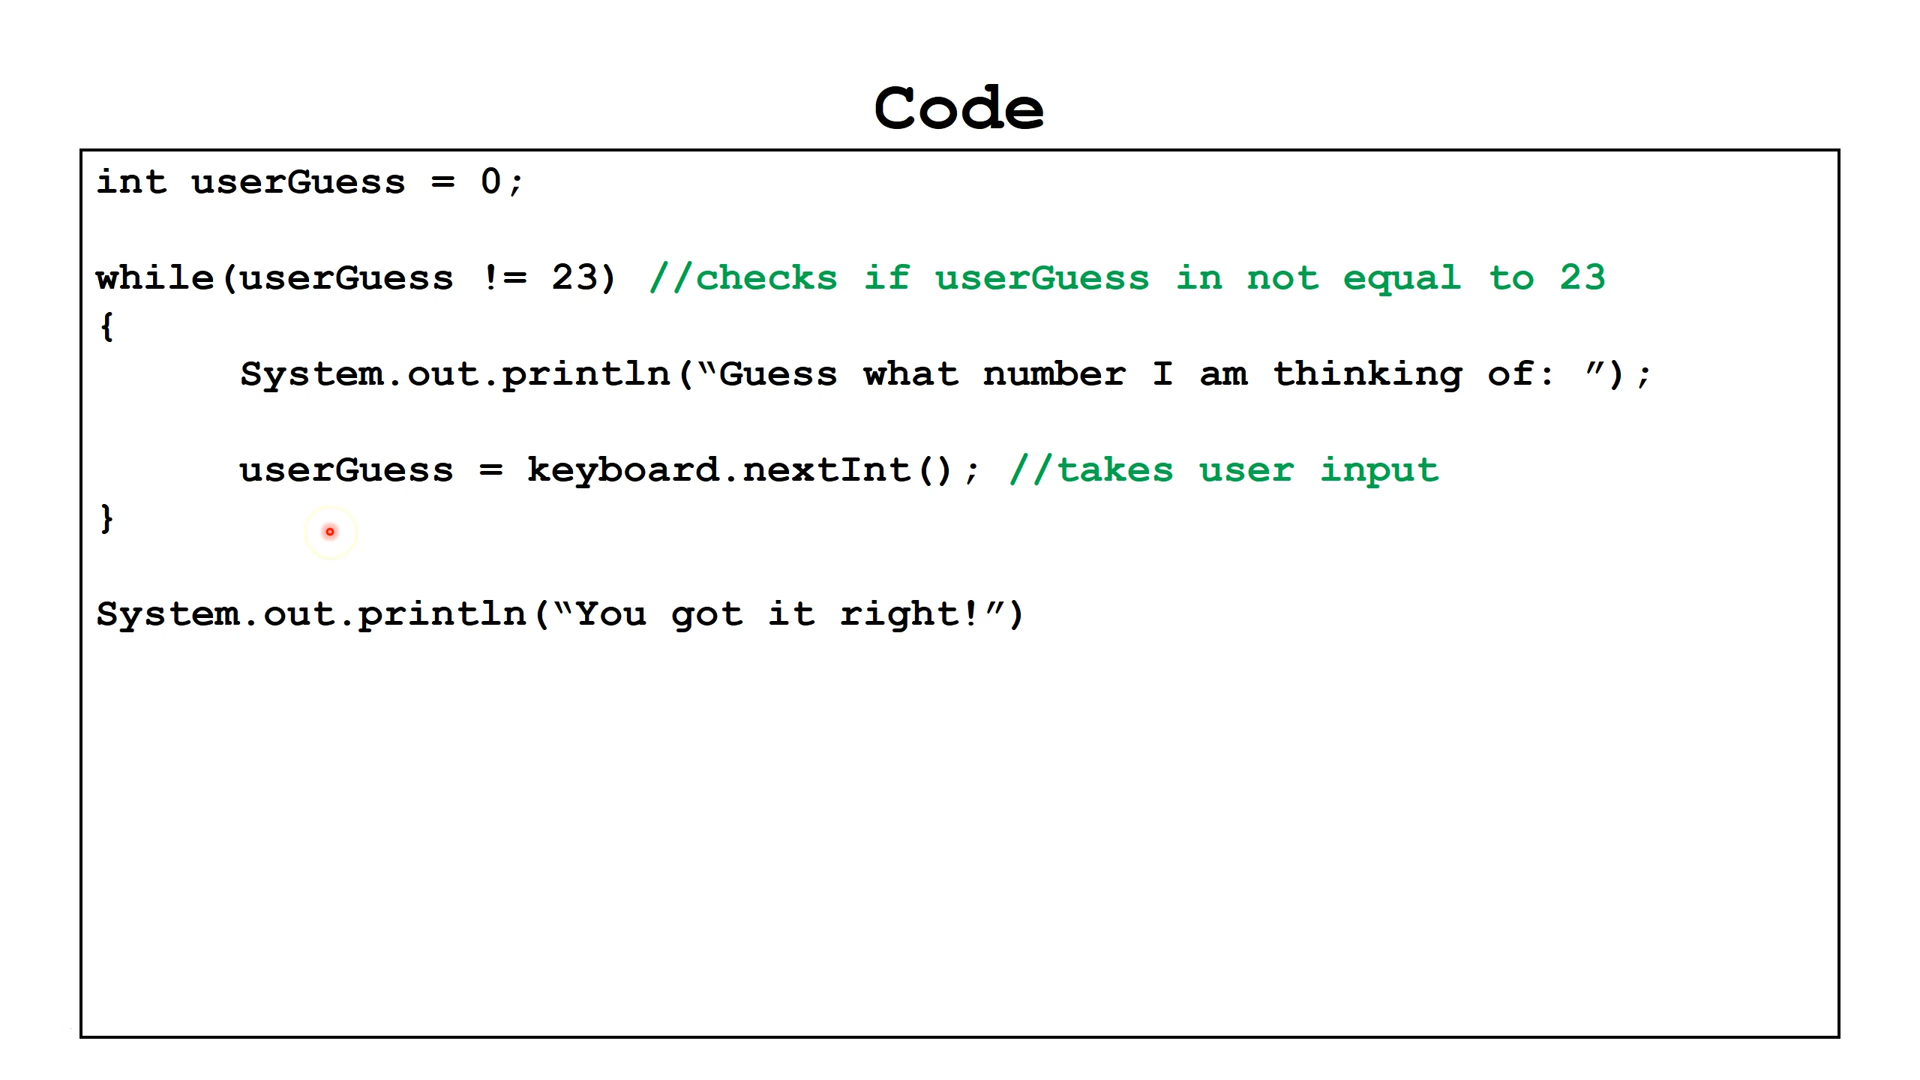 Code
int userGuess = 0;
while(userGuess != 23) //checks if userGuess in not equal to 23
{
System.out.println(“Guess what number I am thinking of: ”);
userGuess = keyboard.nextInt(); //takes user input
}
System.out.println(“You got it right!”)